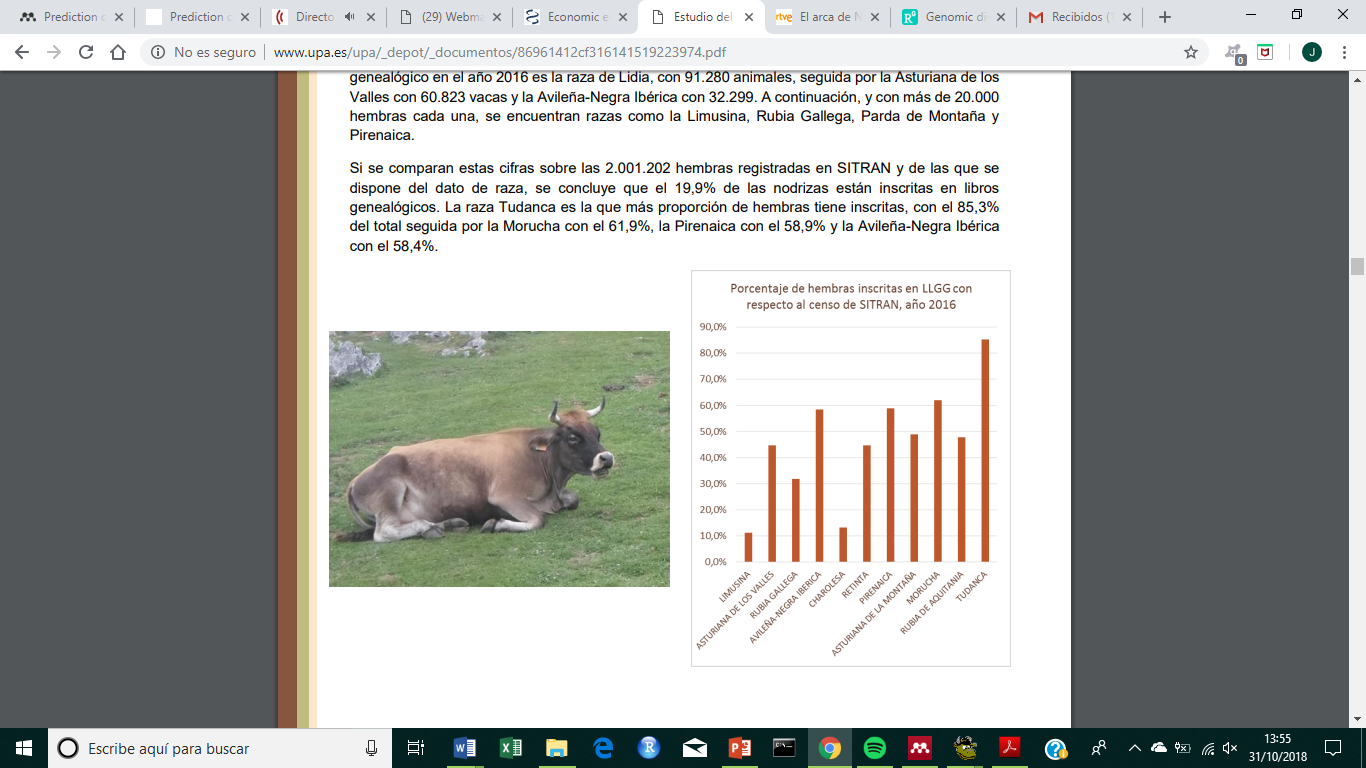 Prediction c
Prediction c
Directo
(29) Webma
Economic e
Estudio del
rtve El arca de N
Genomic di
Recibidos (1
No es seguro www.upa.es/upa/_depot/_documentos/86961412cf316141519223974.pdf
0
J
genealógico en el año 2016 es la raza de Lidia, con 91.280 animales, seguida por la Asturiana de los
Valles con 60.823 vacas y la Avileña-Negra Ibérica con 32.299. A continuación, y con más de 20.000
hembras cada una, se encuentran razas como la Limusina, Rubia Gallega, Parda de Montaña y
Pirenaica.
Si se comparan estas cifras sobre las 2.001.202 hembras registradas en SITRAN y de las que se
dispone del dato de raza, se concluye que el 19,9% de las nodrizas están inscritas en libros
genealógicos. La raza Tudanca es la que más proporción de hembras tiene inscritas, con el 85,3%
del total seguida por la Morucha con el 61,9%, la Pirenaica con el 58,9% y la Avileña-Negra Ibérica
con el 58,4%.
Porcentaje de hembras inscritas en LLGG con
respecto al censo de SITRAN, año 2016
90,0%
80,0%
70,0%
60,0%
50,0%
40,0%
30,0%
20,0%
10,0%
0,0%
LIMUSINA
ASTURIANA DE LOS VALLES
RUBIA GALLEGA
AVILEÑA-NEGRA IBERICA
CHAROLESA
RETINTA
PIRENAICA
ASTURIANA DE LA MONTAÑA
MORUCHA
RUBIA DE AQUITANIA
TUDANCA
Escribe aquí para buscar
13:55
31/10/2018